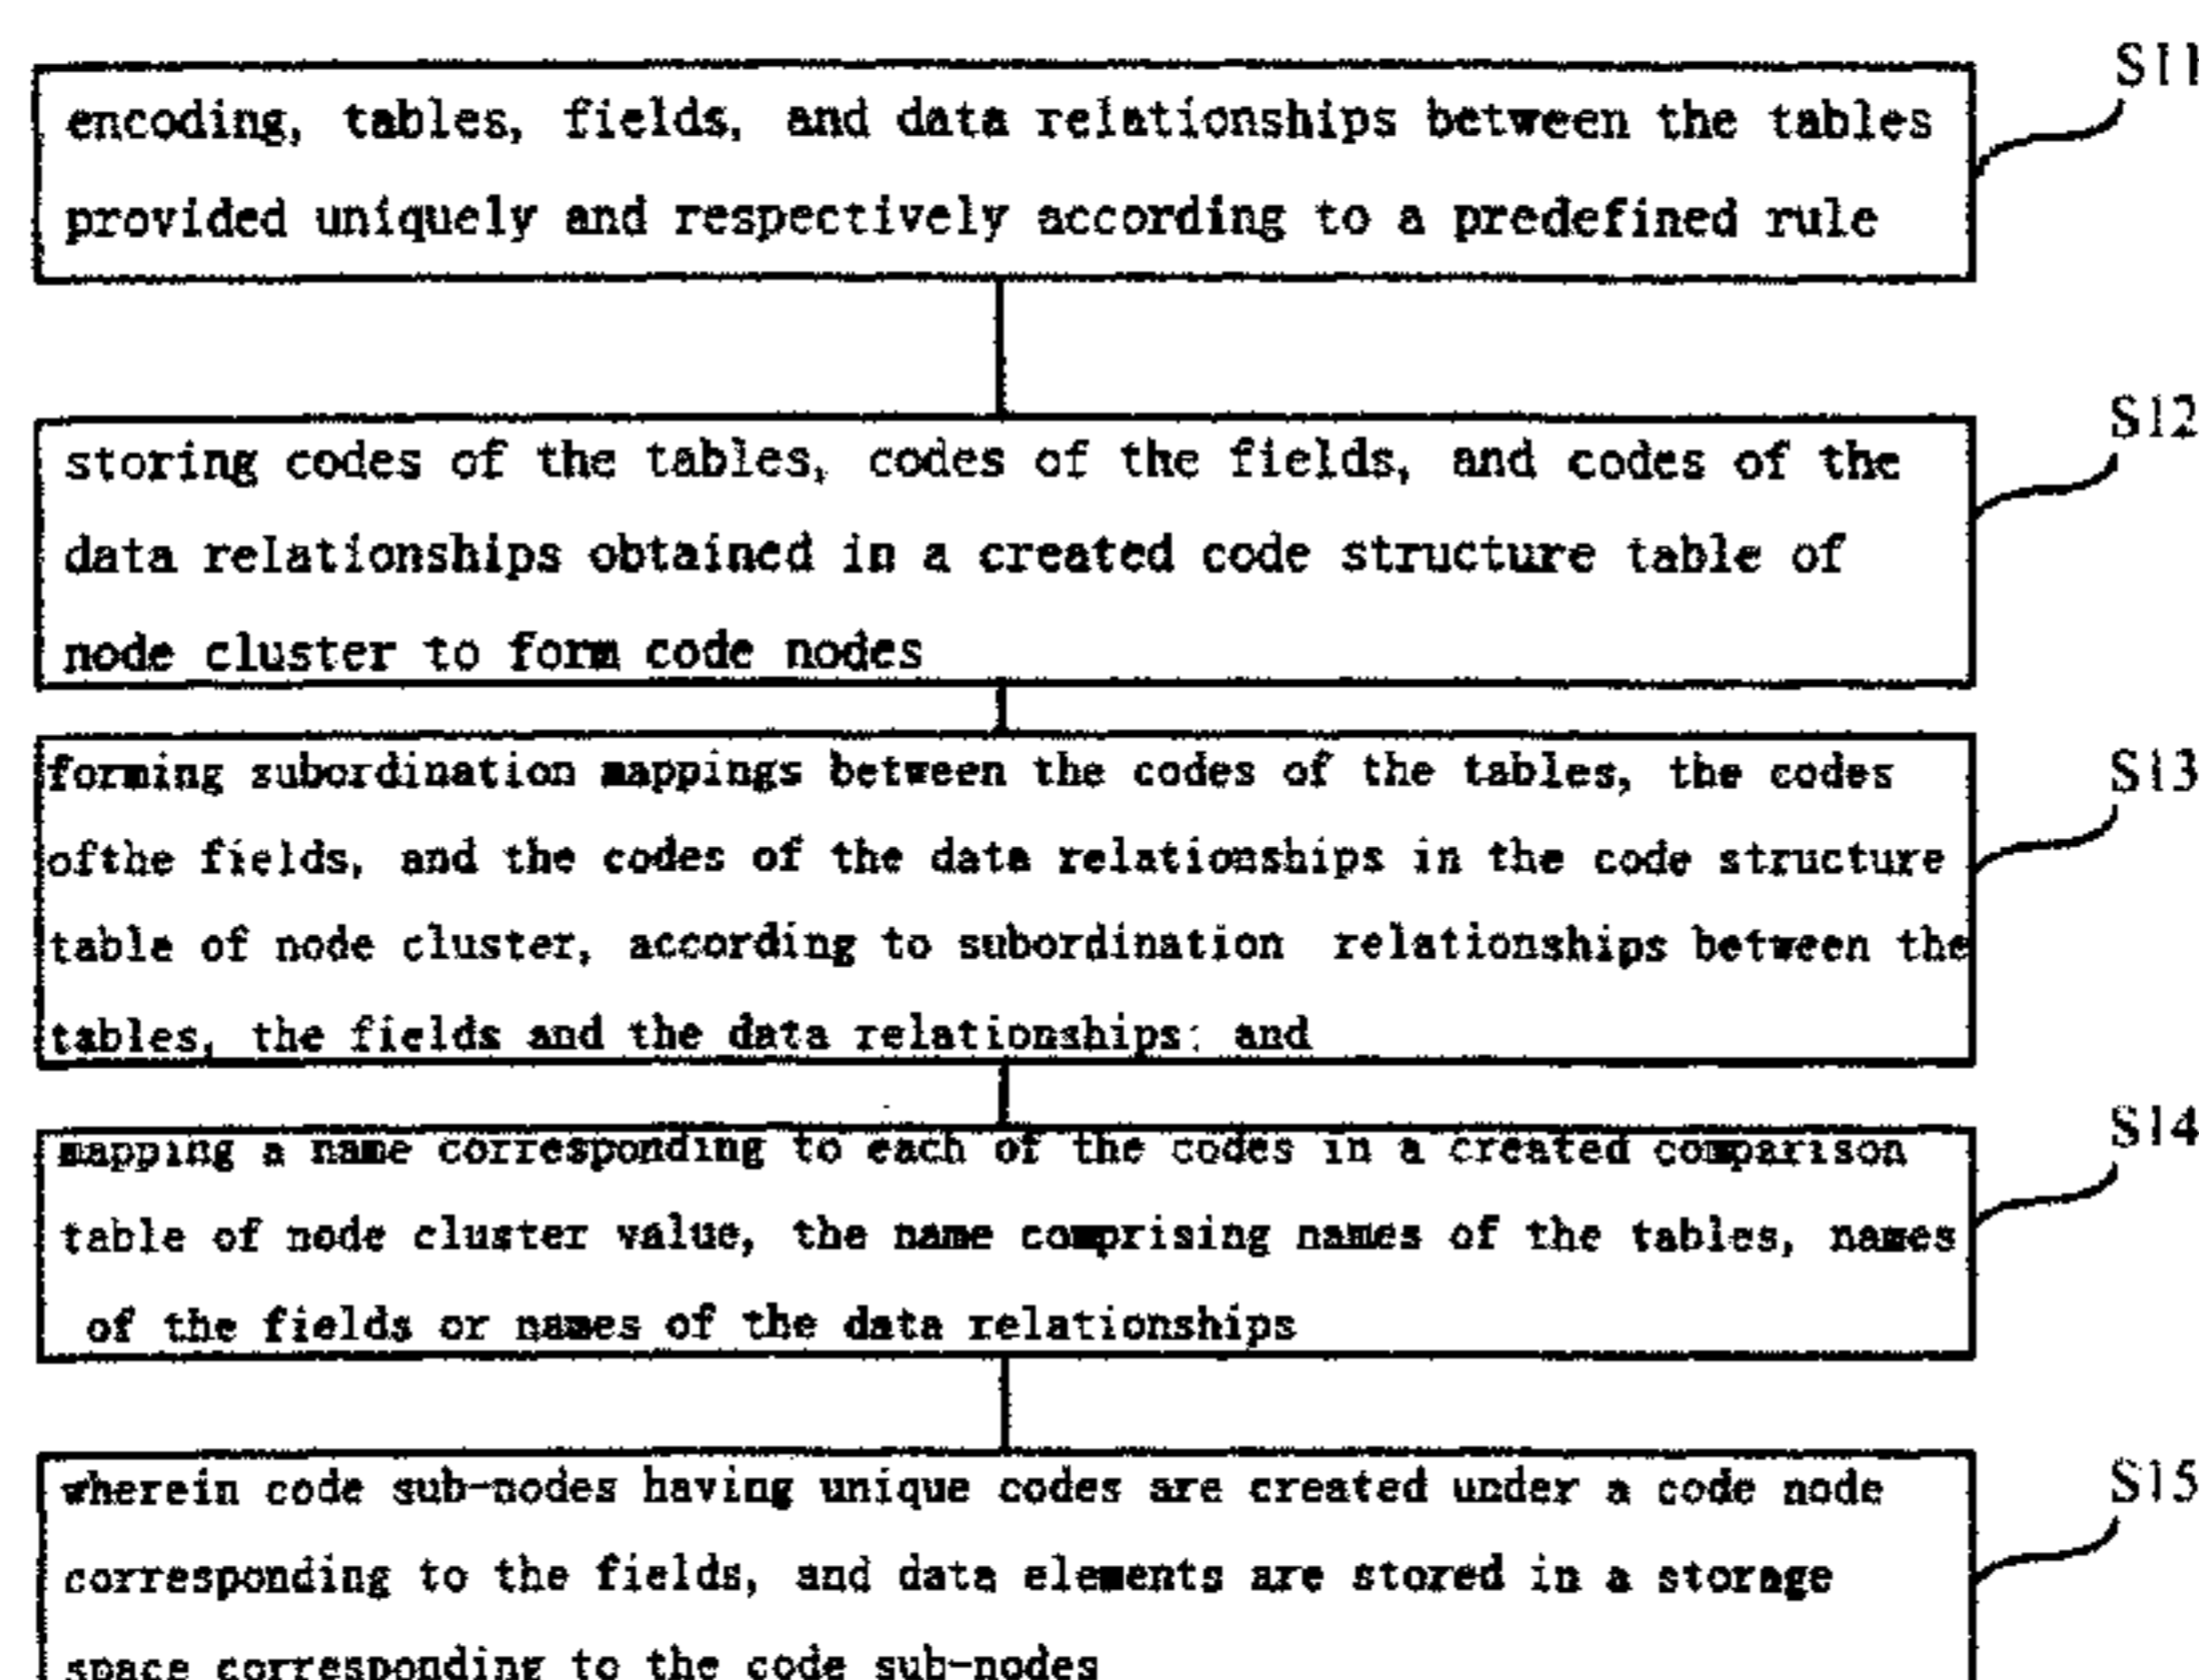 S11
encoding, tables, fields, and data relationships between the tables
provided uniquely and respectively according to a predefined rule
S12
storing codes of the tables, codes of the fields, and codes of the
data relationships obtained in a created code structure table of
node cluster to form code nodes
S13
forming subordination mappings between the codes of the tables, the codes
ofthe fields, and the codes of the data relationships in the code structure
table of node cluster, according to subordination relationships between the
tables, the fields and the data relationships; and
S14
mapping a name corresponding to each of the codes in a created comparison
table of node cluster value, the name comprising names of the tables, names
of the fields or names of the data relationships
S15
wherein code sub-nodes having unique codes are created under a code node
corresponding to the fields, and data elements are stored in a storage
space corresponding to the code sub-nodes